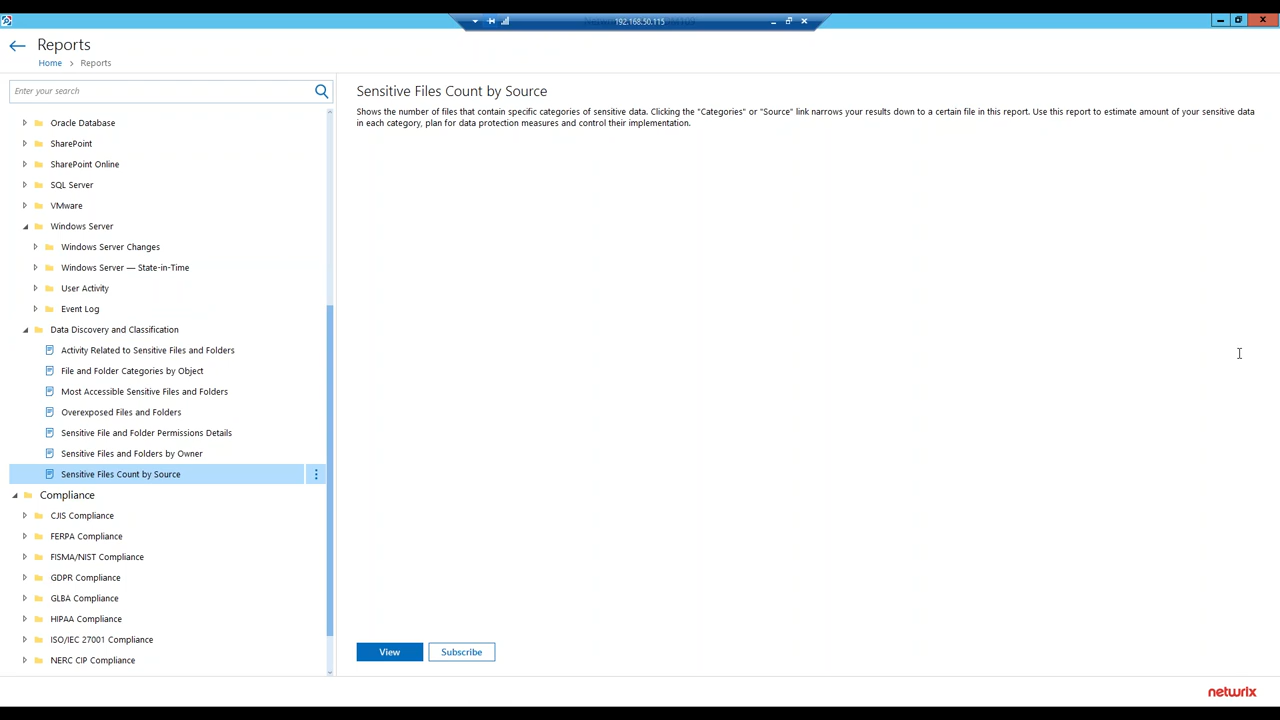 192.168.50.115
Reports
Home > Reports
Enter your search
Oracle Database
SharePoint
SharePoint Online
SQL Server
VMware
Windows Server
Windows Server Changes
Windows Server — State-in-Time
User Activity
Event Log
Data Discovery and Classification
Activity Related to Sensitive Files and Folders
File and Folder Categories by Object
Most Accessible Sensitive Files and Folders
Overexposed Files and Folders
Sensitive File and Folder Permissions Details
Sensitive Files and Folders by Owner
Sensitive Files Count by Source
Compliance
CJIS Compliance
FERPA Compliance
FISMA/NIST Compliance
GDPR Compliance
GLBA Compliance
HIPAA Compliance
ISO/IEC 27001 Compliance
NERC CIP Compliance
Sensitive Files Count by Source
Shows the number of files that contain specific categories of sensitive data. Clicking the "Categories" or "Source" link narrows your results down to a certain file in this report. Use this report to estimate amount of your sensitive data
in each category, plan for data protection measures and control their implementation.
View
Subscribe
netwrix